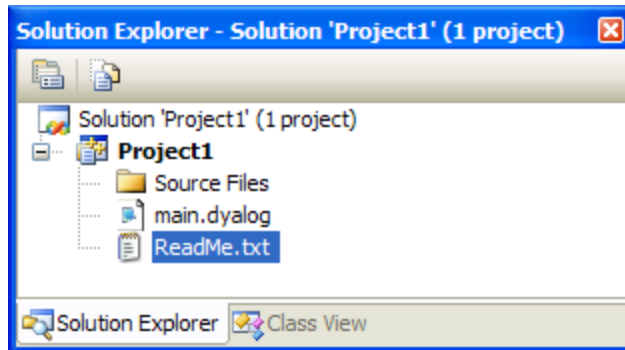 Solution Explorer - Solution 'Project1' (1 project)
Solution 'Project1' (1 project)
Project1
Source Files
main.dyalog
ReadMe.txt
Solution Explorer Class View